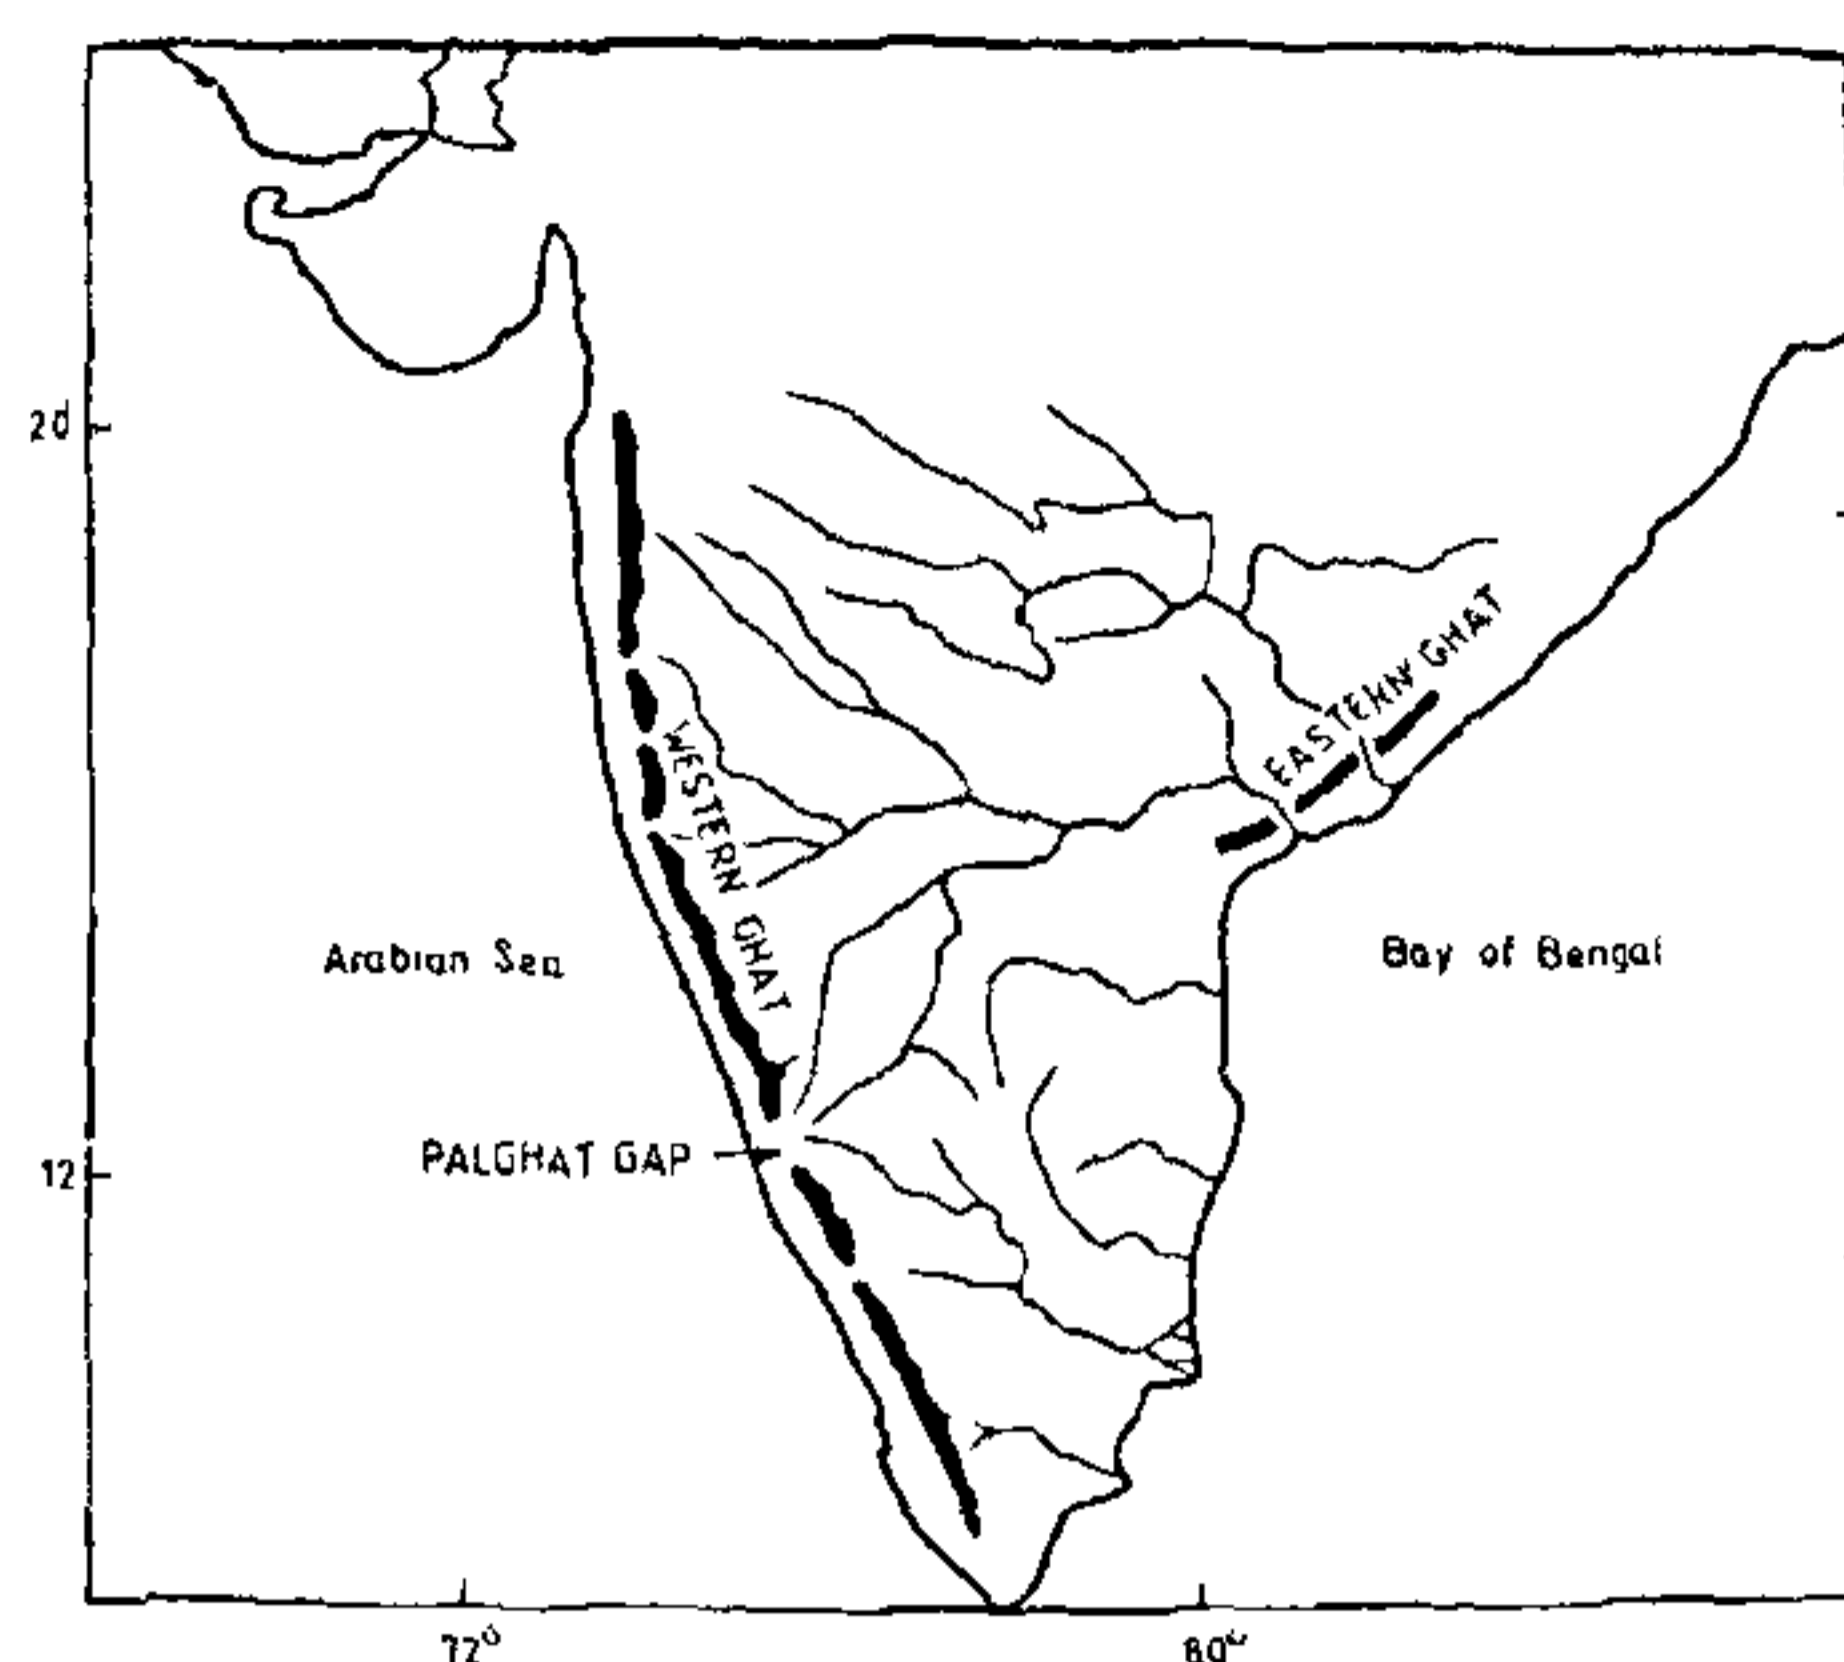 20
EASTERN GHAT
WESTERN GHAT
Arabian Sea
Bay of Bengal
PALGHAT GAP
12
72°
80°